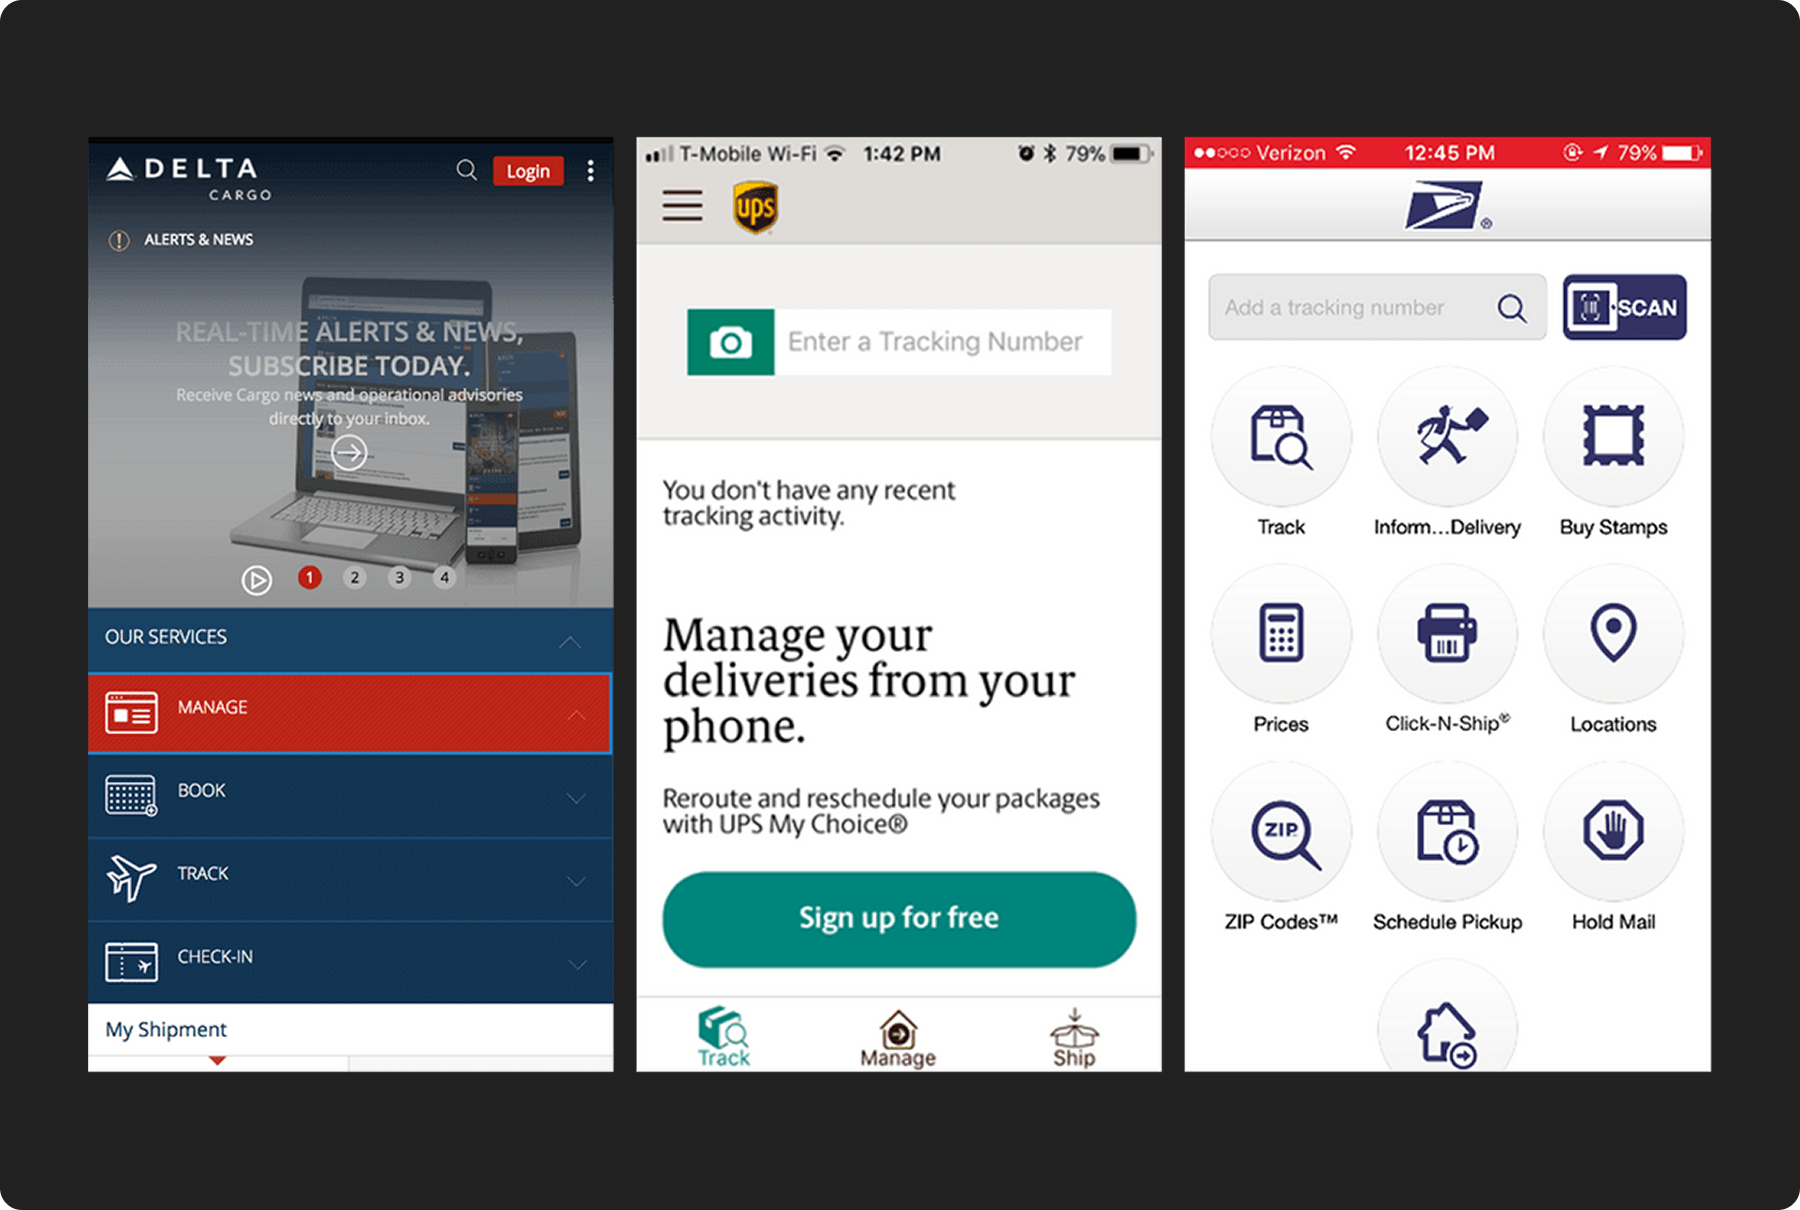 DELTA
CARGO
Login
ALERTS & NEWS
REAL-TIME ALERTS & NEWS,
SUBSCRIBE TODAY.
Receive Cargo news and operational advisories
directly to your inbox.
1 2 3 4
OUR SERVICES
MANAGE
BOOK
TRACK
CHECK-IN
My Shipment
T-Mobile Wi-Fi 1:42 PM 79%
ups
Enter a Tracking Number
You don't have any recent
tracking activity.
Manage your
deliveries from your
phone.
Reroute and reschedule your packages
with UPS My Choice®
Sign up for free
Track Manage Ship
Verizon 12:45 PM 79%
®
Add a tracking number SCAN
Track Inform...Delivery Buy Stamps
Prices Click-N-Ship® Locations
ZIP
ZIP Codes™ Schedule Pickup Hold Mail